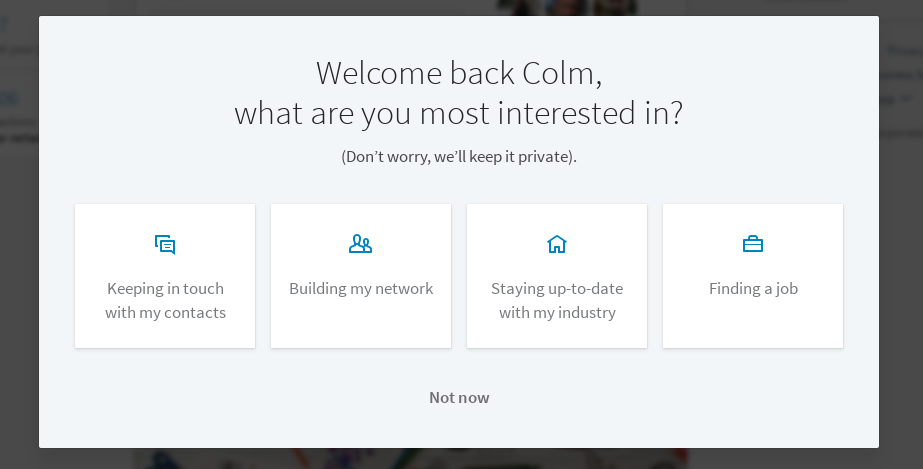 Welcome back Colm,
what are you most interested in?
(Don’t worry, we’ll keep it private).
Keeping in touch
with my contacts
Building my network
Staying up-to-date
with my industry
Finding a job
Not now